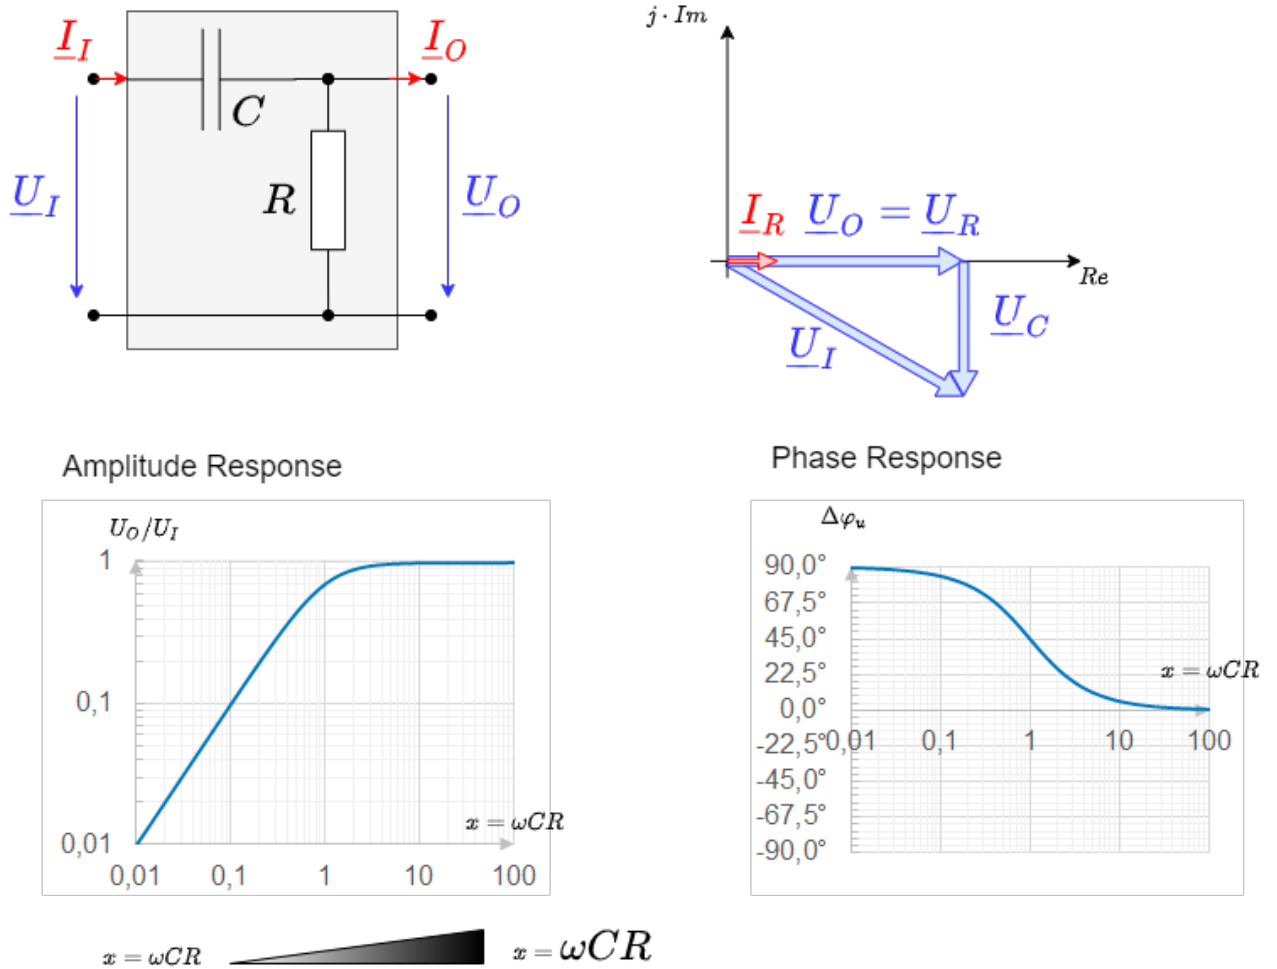 I_I
I_O
C
R
U_I
U_O
j · Im
I_R U_O = U_R
Re
U_C
U_I
Amplitude Response
U_O/U_I
1
0,1
0,01
x = ωCR
0,01 0,1 1 10 100
Phase Response
Δφ_u
90,0°
67,5°
45,0°
22,5°
x = ωCR
0,0°
-22,5°
0,01 0,1 1 10 100
-45,0°
-67,5°
-90,0°
x = ωCR
x = ωCR